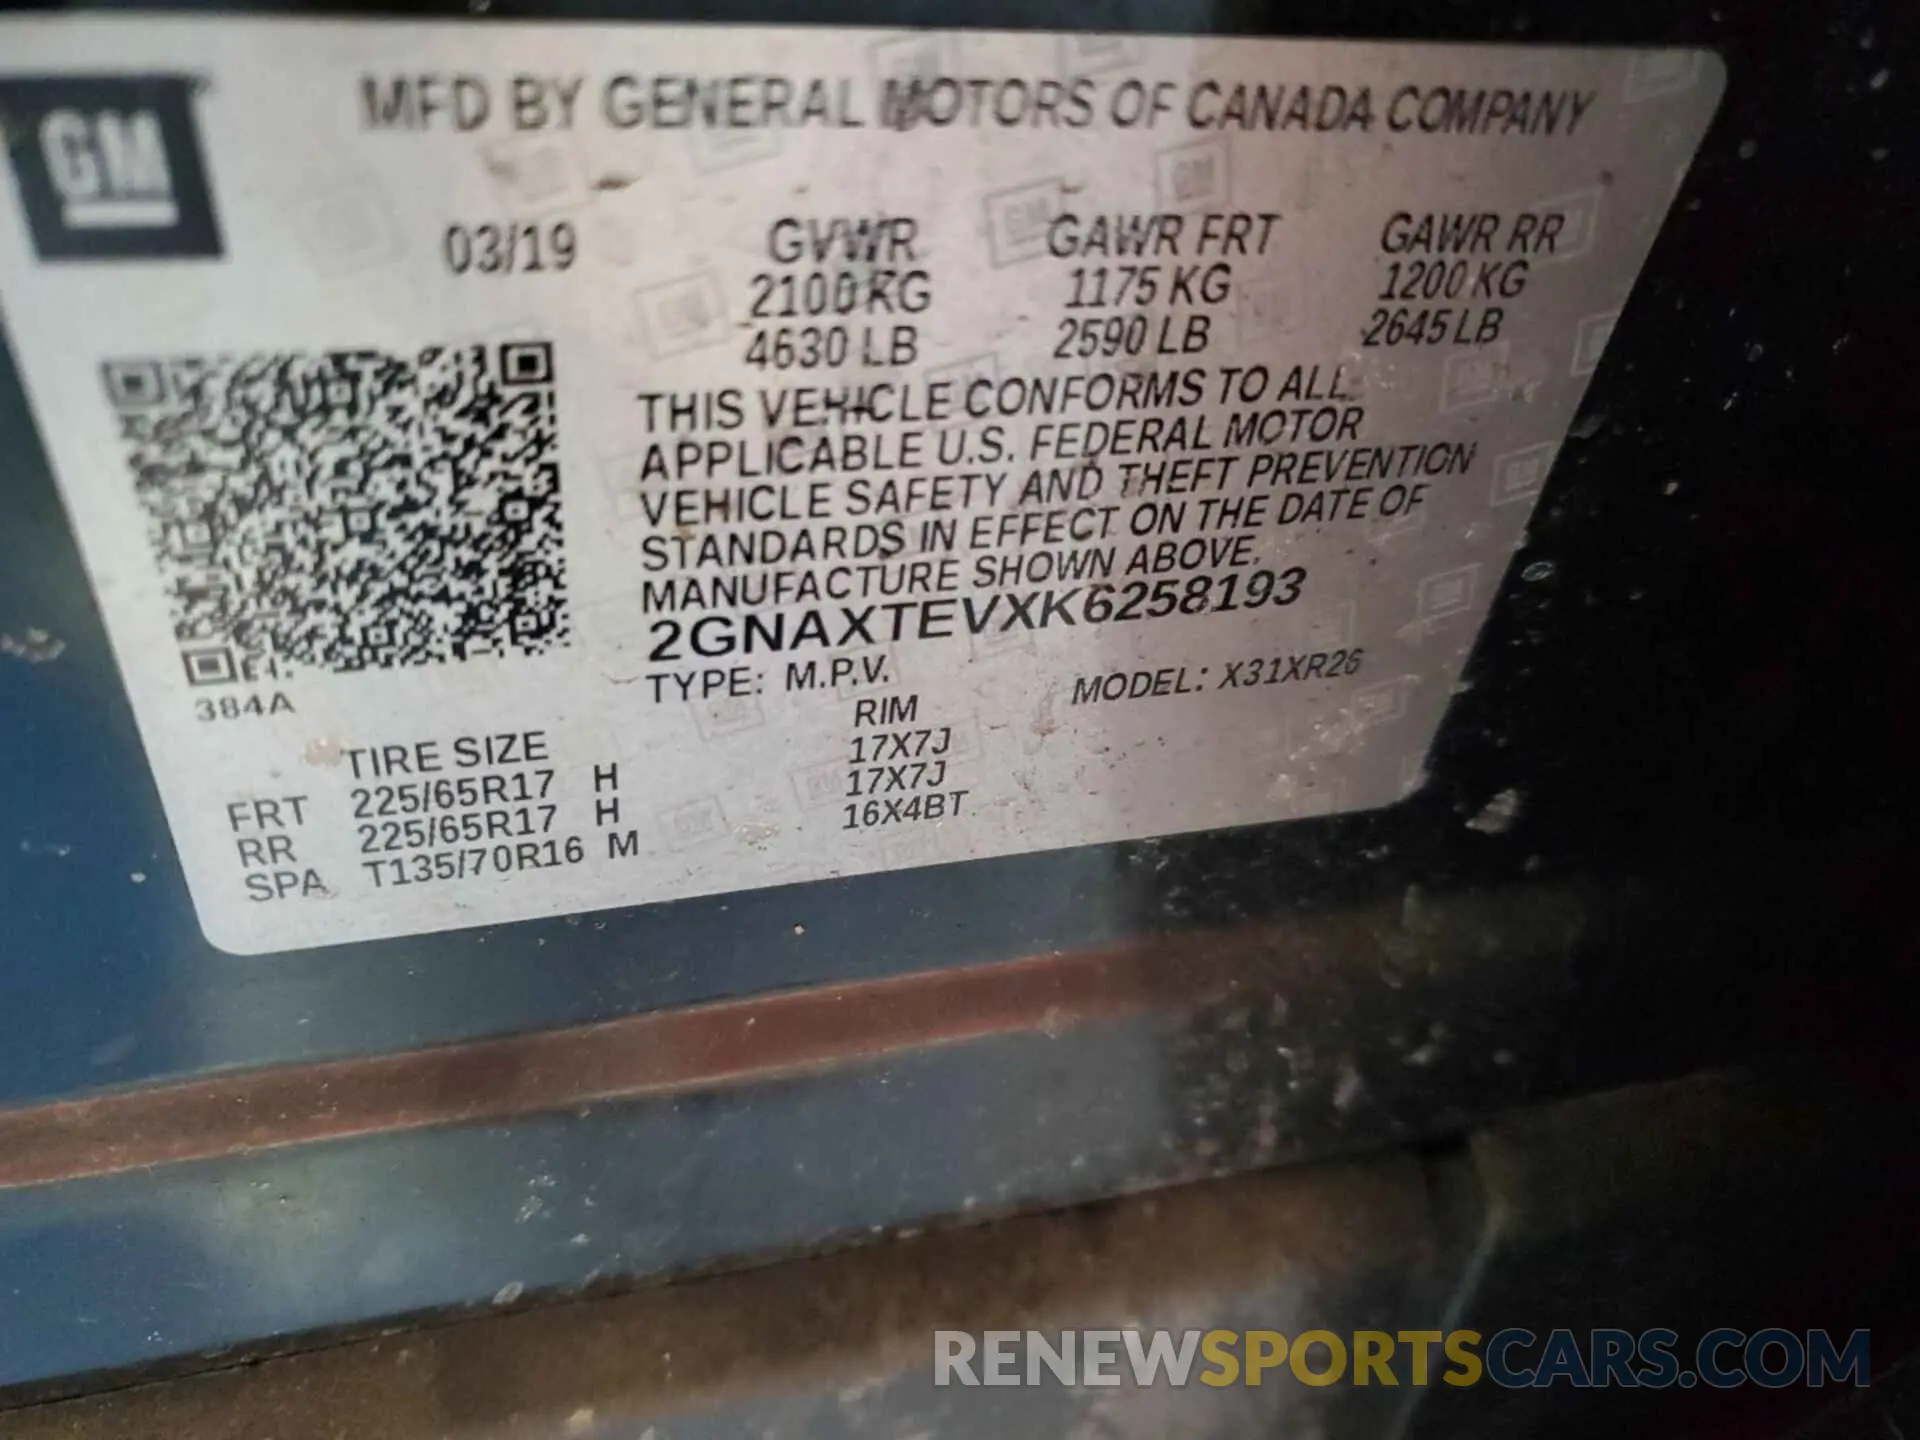 GM
MFD BY GENERAL MOTORS OF CANADA COMPANY
03/19 GVWR GAWR FRT GAWR RR
2100 KG 1175 KG 1200 KG
4630 LB 2590 LB 2645 LB
THIS VEHICLE CONFORMS TO ALL
APPLICABLE U.S. FEDERAL MOTOR
VEHICLE SAFETY AND THEFT PREVENTION
STANDARDS IN EFFECT ON THE DATE OF
MANUFACTURE SHOWN ABOVE.
2GNAXTEVXK6258193
TYPE: M.P.V. MODEL: X31XR26
384A
TIRE SIZE RIM
FRT 225/65R17 H 17X7J
RR 225/65R17 H 17X7J
SPA T135/70R16 M 16X4BT
RENEWSPORTSCARS.COM